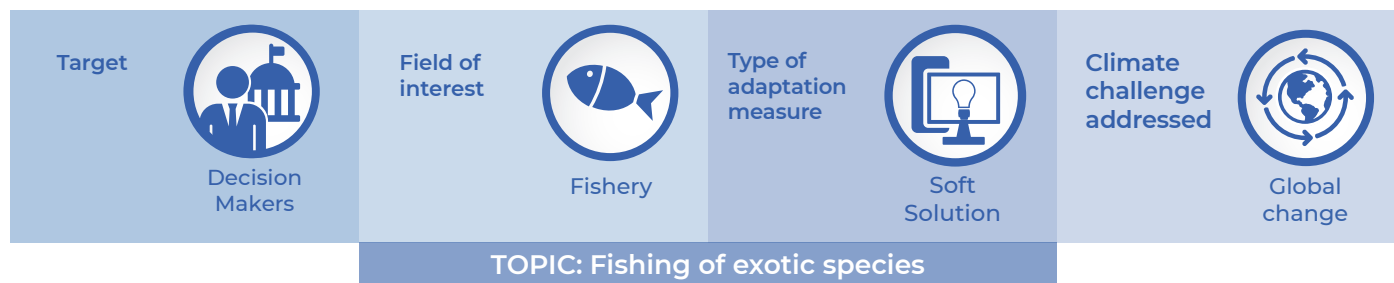 Target
Decision
Makers
Field of
interest
Fishery
Type of
adaptation
measure
Soft
Solution
Climate
challenge
addressed
Global
change
TOPIC: Fishing of exotic species